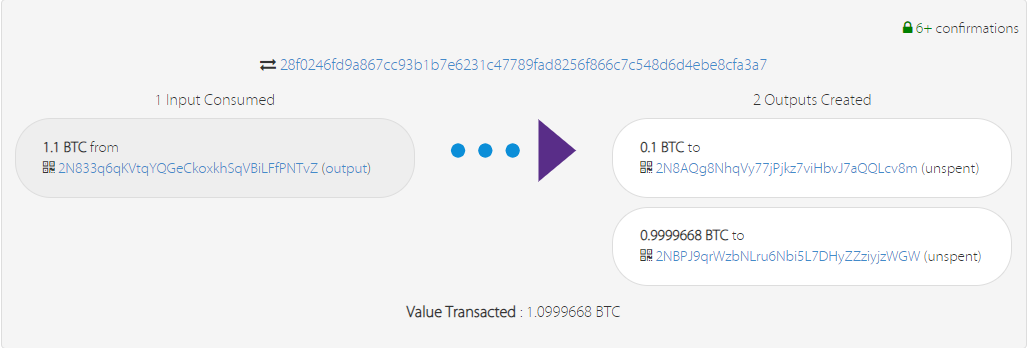 6+ confirmations
28f0246fd9a867cc93b1b7e6231c47789fad8256f866c7c548d6d4ebe8cfa3a7
1 Input Consumed
2 Outputs Created
1.1 BTC from
2N833q6qKVtqYQGeCkoxkhSqVBiLFfPNTvZ (output)
0.1 BTC to
2N8AQg8NhqVy77jPjkz7viHbvJ7aQQLcv8m (unspent)
0.9999668 BTC to
2NBPJ9qrWzbNLru6Nbi5L7DHyZZziyjzWGW (unspent)
Value Transacted : 1.0999668 BTC